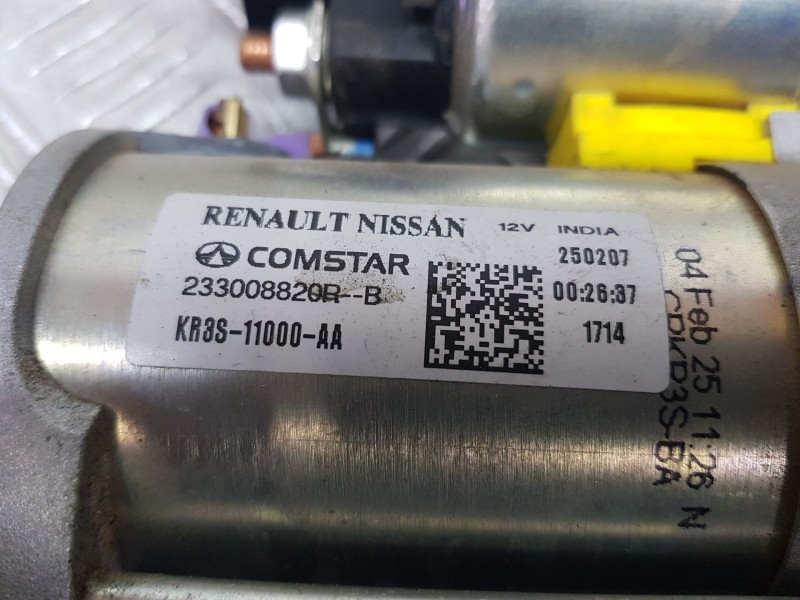 RENAULT NISSAN 12V INDIA
COMSTAR 250207
233008820R--B 00:26:37
KR3S-11000-AA 1714
04 Feb 25 11:26 N